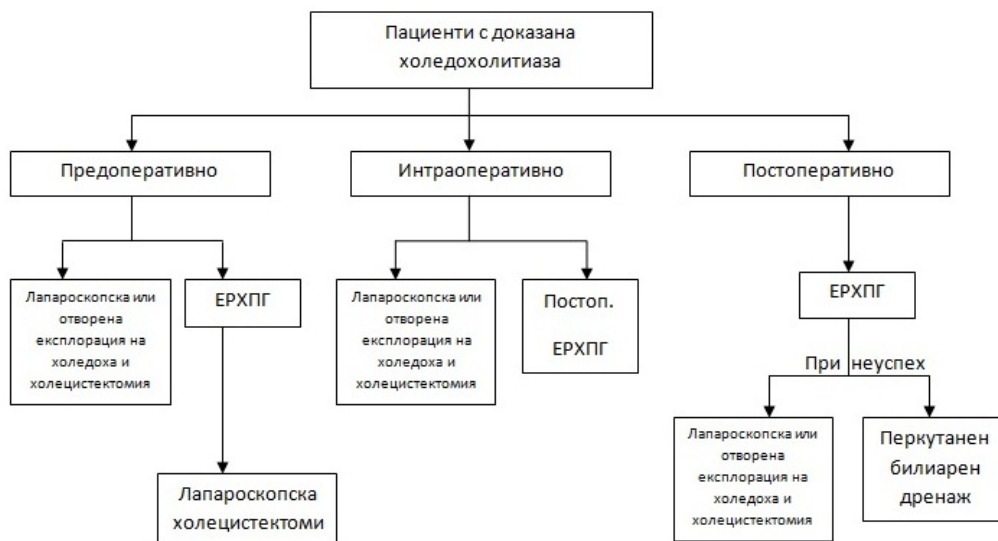 Пациенти с доказана
холедохолитиаза
Предоперативно
Интраоперативно
Постоперативно
Лапароскопска или
отворена
експлорация на
холедоха и
холецистектомия
ЕРХПГ
Лапароскопска или
отворена
експлорация на
холедоха и
холецистектомия
Постоп.
ЕРХПГ
ЕРХПГ
При неуспех
Лапароскопска
холецистектоми
Лапароскопска или
отворена
експлорация на
холедоха и
холецистектомия
Перкутанен
билиарен
дренаж